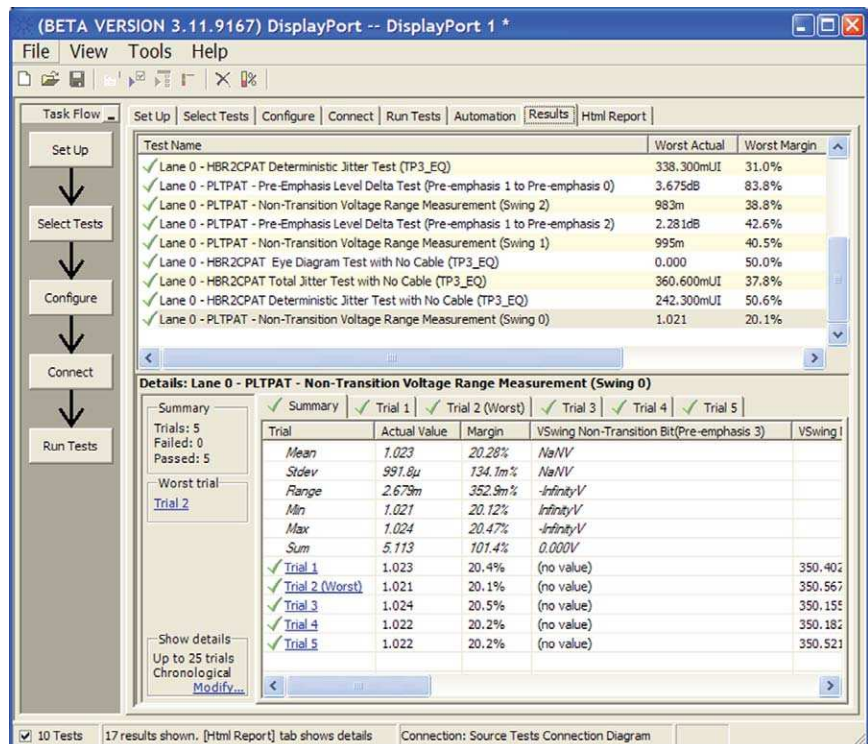 (BETA VERSION 3.11.9167) DisplayPort -- DisplayPort 1 *
File View Tools Help
Task Flow
Set Up
Select Tests
Configure
Connect
Run Tests
Set Up Select Tests Configure Connect Run Tests Automation Results Html Report
Test Name Worst Actual Worst Margin
Lane 0 - HBR2CPAT Deterministic Jitter Test (TP3_EQ) 338.300mUI 31.0%
Lane 0 - PLTPAT - Pre-Emphasis Level Delta Test (Pre-emphasis 1 to Pre-emphasis 0) 3.675dB 83.8%
Lane 0 - PLTPAT - Non-Transition Voltage Range Measurement (Swing 2) 983m 38.8%
Lane 0 - PLTPAT - Pre-Emphasis Level Delta Test (Pre-emphasis 1 to Pre-emphasis 2) 2.281dB 42.6%
Lane 0 - PLTPAT - Non-Transition Voltage Range Measurement (Swing 1) 995m 40.5%
Lane 0 - HBR2CPAT Eye Diagram Test with No Cable (TP3_EQ) 0.000 50.0%
Lane 0 - HBR2CPAT Total Jitter Test with No Cable (TP3_EQ) 360.600mUI 37.8%
Lane 0 - HBR2CPAT Deterministic Jitter Test with No Cable (TP3_EQ) 242.300mUI 50.6%
Lane 0 - PLTPAT - Non-Transition Voltage Range Measurement (Swing 0) 1.021 20.1%
Details: Lane 0 - PLTPAT - Non-Transition Voltage Range Measurement (Swing 0)
Summary
Trials: 5
Failed: 0
Passed: 5
Worst trial
Trial 2
Show details
Up to 25 trials
Chronological
Modify...
Summary Trial 1 Trial 2 (Worst) Trial 3 Trial 4 Trial 5
Trial Actual Value Margin VSwing Non-Transition Bit(Pre-emphasis 3) VSwing
Mean 1.023 20.28% NaNV
Stdev 991.8µ 134.1m% NaNV
Range 2.679m 352.9m% -InfinityV
Min 1.021 20.12% InfinityV
Max 1.024 20.47% -InfinityV
Sum 5.113 101.4% 0.000V
Trial 1 1.023 20.4% (no value) 350.402
Trial 2 (Worst) 1.021 20.1% (no value) 350.567
Trial 3 1.024 20.5% (no value) 350.155
Trial 4 1.022 20.2% (no value) 350.182
Trial 5 1.022 20.2% (no value) 350.521
10 Tests 17 results shown. [Html Report] tab shows details Connection: Source Tests Connection Diagram